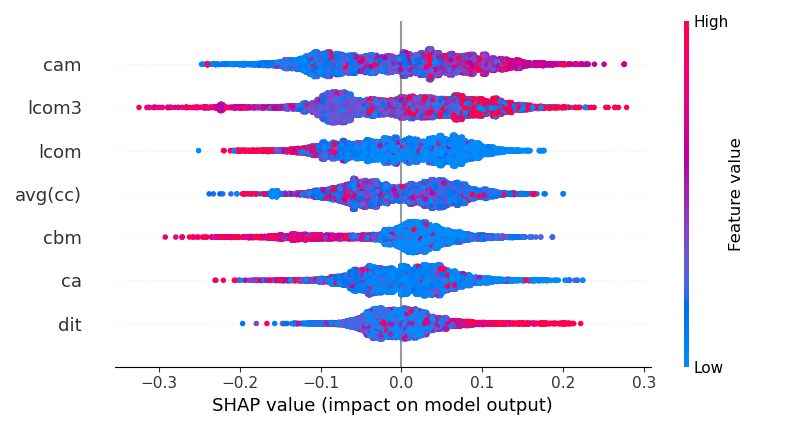 High
cam
lcom3
lcom
avg(cc)
cbm
ca
dit
Feature value
Low
−0.3
−0.2
−0.1
0.0
0.1
0.2
0.3
SHAP value (impact on model output)